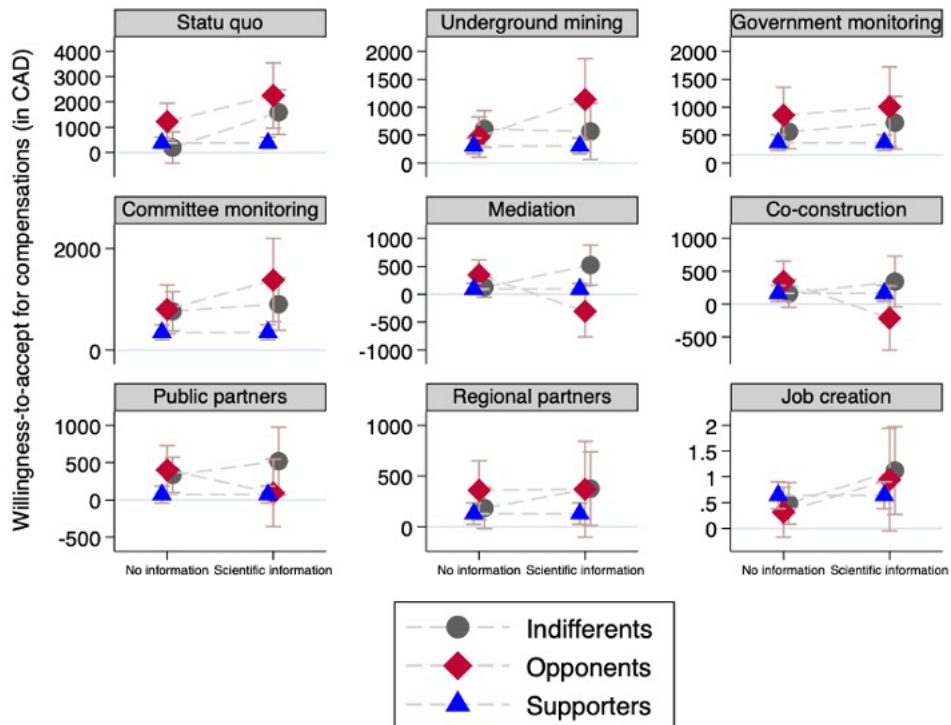 Willingness-to-accept for compensations (in CAD)
Statu quo
4000
3000
2000
1000
0
Underground mining
2000
1500
1000
500
0
Government monitoring
2000
1500
1000
500
0
Committee monitoring
2000
0
Mediation
1000
500
0
-500
-1000
Co-construction
1000
500
0
-500
Public partners
1000
500
0
-500
No information Scientific information
Regional partners
1000
500
0
No information Scientific information
Job creation
2
1.5
1
.5
0
No information Scientific information
Indifferents
Opponents
Supporters